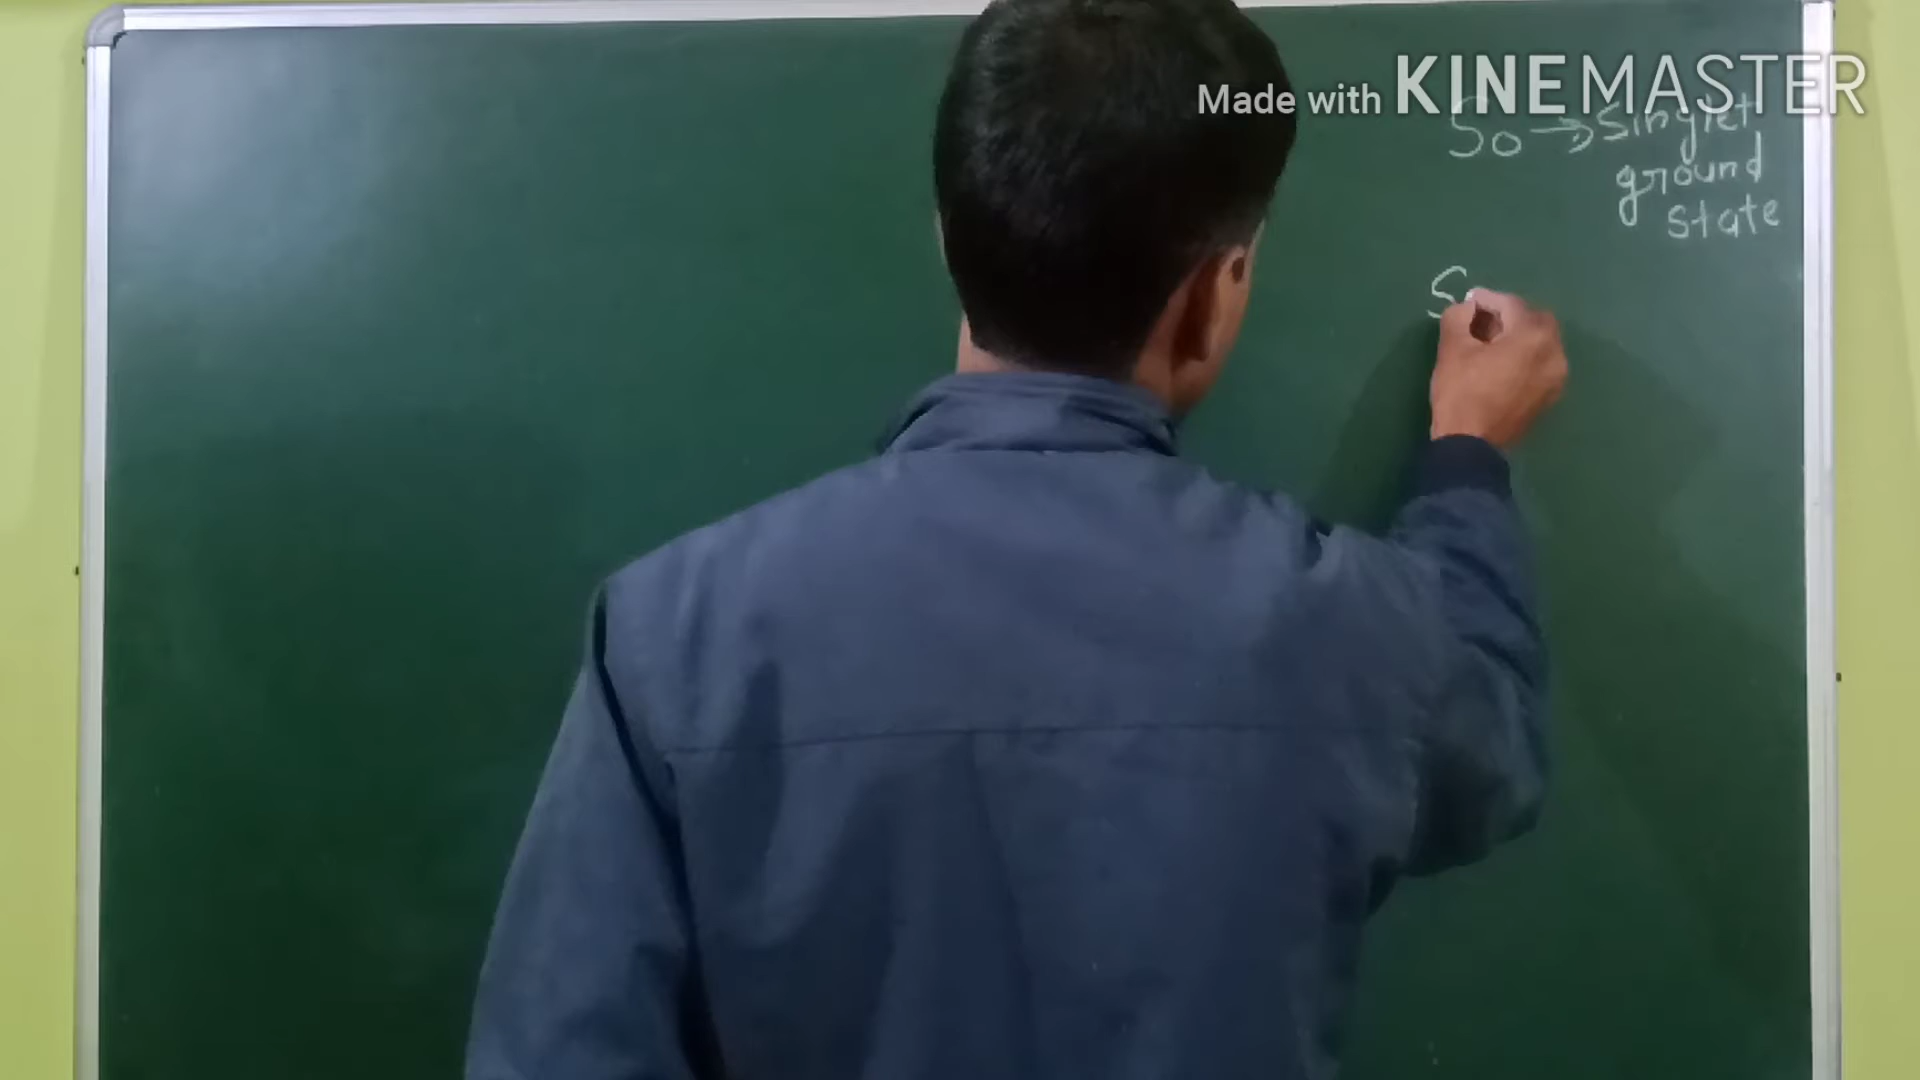 Made with KINEMASTER
So → Singlet
ground
state
S